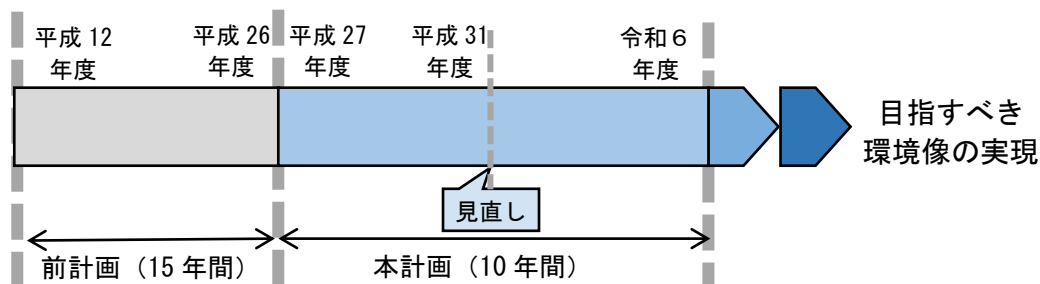 平成 12
年度
平成 26
年度
平成 27
年度
平成 31
年度
令和６
年度
目指すべき
環境像の実現
見直し
前計画（15 年間）
本計画（10 年間）